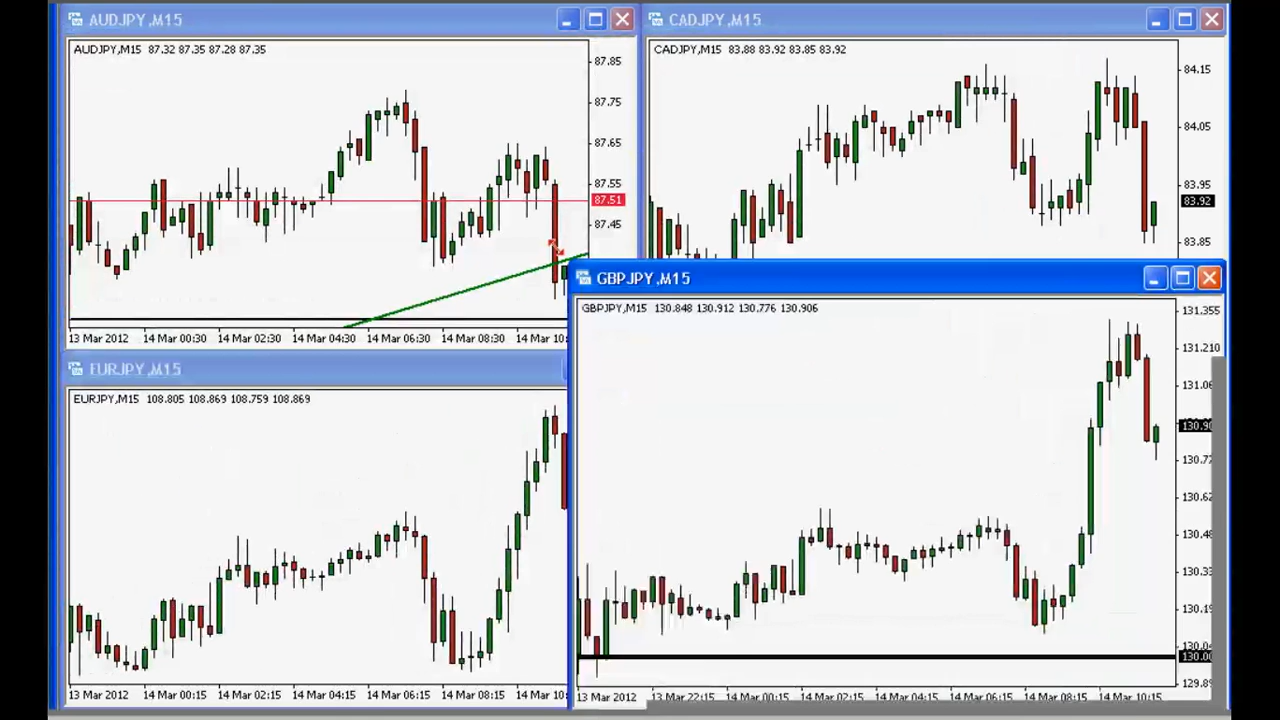 AUDJPY,M15
AUDJPY,M15 87.32 87.35 87.28 87.35
87.85
87.75
87.65
87.55
87.51
87.45
13 Mar 2012 14 Mar 00:30 14 Mar 02:30 14 Mar 04:30 14 Mar 06:30 14 Mar 08:30 14 Mar 10:
CADJPY,M15
CADJPY,M15 83.88 83.92 83.85 83.92
84.15
84.05
83.95
83.92
83.85
EURJPY,M15
EURJPY,M15 108.805 108.869 108.759 108.869
13 Mar 2012 14 Mar 00:15 14 Mar 02:15 14 Mar 04:15 14 Mar 06:15 14 Mar 08:15 14 Mar 10:
GBPJPY,M15
GBPJPY,M15 130.848 130.912 130.776 130.906
131.355
131.210
131.06
130.90
130.77
130.62
130.48
130.33
130.19
130.04
130.00
129.89
13 Mar 2012 13 Mar 22:15 14 Mar 00:15 14 Mar 02:15 14 Mar 04:15 14 Mar 06:15 14 Mar 08:15 14 Mar 10:15